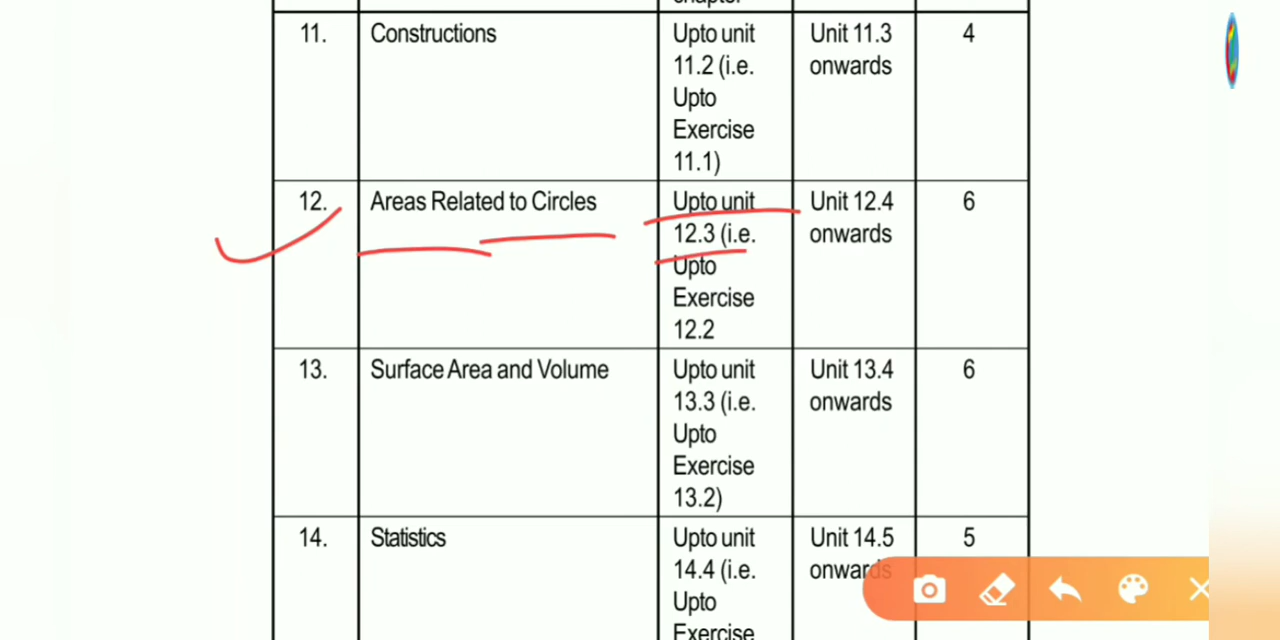 chapter
11. Constructions Upto unit Unit 11.3 4
11.2 (i.e. onwards
Upto
Exercise
11.1)
12. Areas Related to Circles Upto unit Unit 12.4 6
12.3 (i.e. onwards
Upto
Exercise
12.2
13. Surface Area and Volume Upto unit Unit 13.4 6
13.3 (i.e. onwards
Upto
Exercise
13.2)
14. Statistics Upto unit Unit 14.5 5
14.4 (i.e. onwards
Upto
Exercise